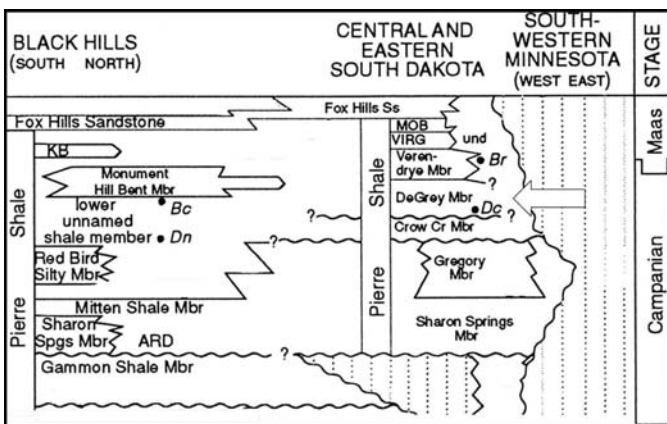 BLACK HILLS
(SOUTH NORTH)
CENTRAL AND
EASTERN
SOUTH DAKOTA
SOUTH-
WESTERN
MINNESOTA
(WEST EAST)
STAGE
Fox Hills Sandstone
KB
Monument
Hill Bent Mbr
lower
unnamed
shale member
Bc
Dn
Red Bird
Silty Mbr
Mitten Shale Mbr
Sharon
Spgs Mbr
ARD
Gammon Shale Mbr
Pierre Shale
?
?
Fox Hills Ss
MOB
VIRG
und
Veren-
drye Mbr
Br
?
DeGrey Mbr
Dc
?
Crow Cr Mbr
Gregory
Mbr
Sharon Springs
Mbr
Pierre Shale
Maas
Campanian